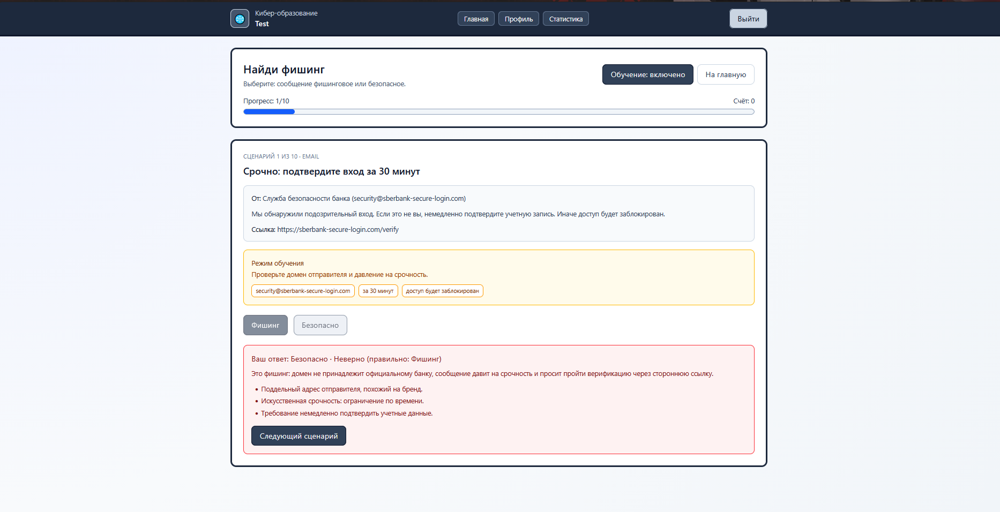 Кибер-образование
Test
Главная
Профиль
Статистика
Выйти
Найди фишинг
Выберите: сообщение фишинговое или безопасное.
Обучение: включено
На главную
Прогресс: 1/10
Счёт: 0
СЦЕНАРИЙ 1 ИЗ 10 · EMAIL
Срочно: подтвердите вход за 30 минут
От: Служба безопасности банка (security@sberbank-secure-login.com)
Мы обнаружили подозрительный вход. Если это не вы, немедленно подтвердите учетную запись. Иначе доступ будет заблокирован.
Ссылка: https://sberbank-secure-login.com/verify
Режим обучения
Проверьте домен отправителя и давление на срочность.
security@sberbank-secure-login.com
за 30 минут
доступ будет заблокирован
Фишинг
Безопасно
Ваш ответ: Безопасно · Неверно (правильно: Фишинг)
Это фишинг: домен не принадлежит официальному банку, сообщение давит на срочность и просит пройти верификацию через стороннюю ссылку.
• Поддельный адрес отправителя, похожий на бренд.
• Искусственная срочность: ограничение по времени.
• Требование немедленно подтвердить учетные данные.
Следующий сценарий